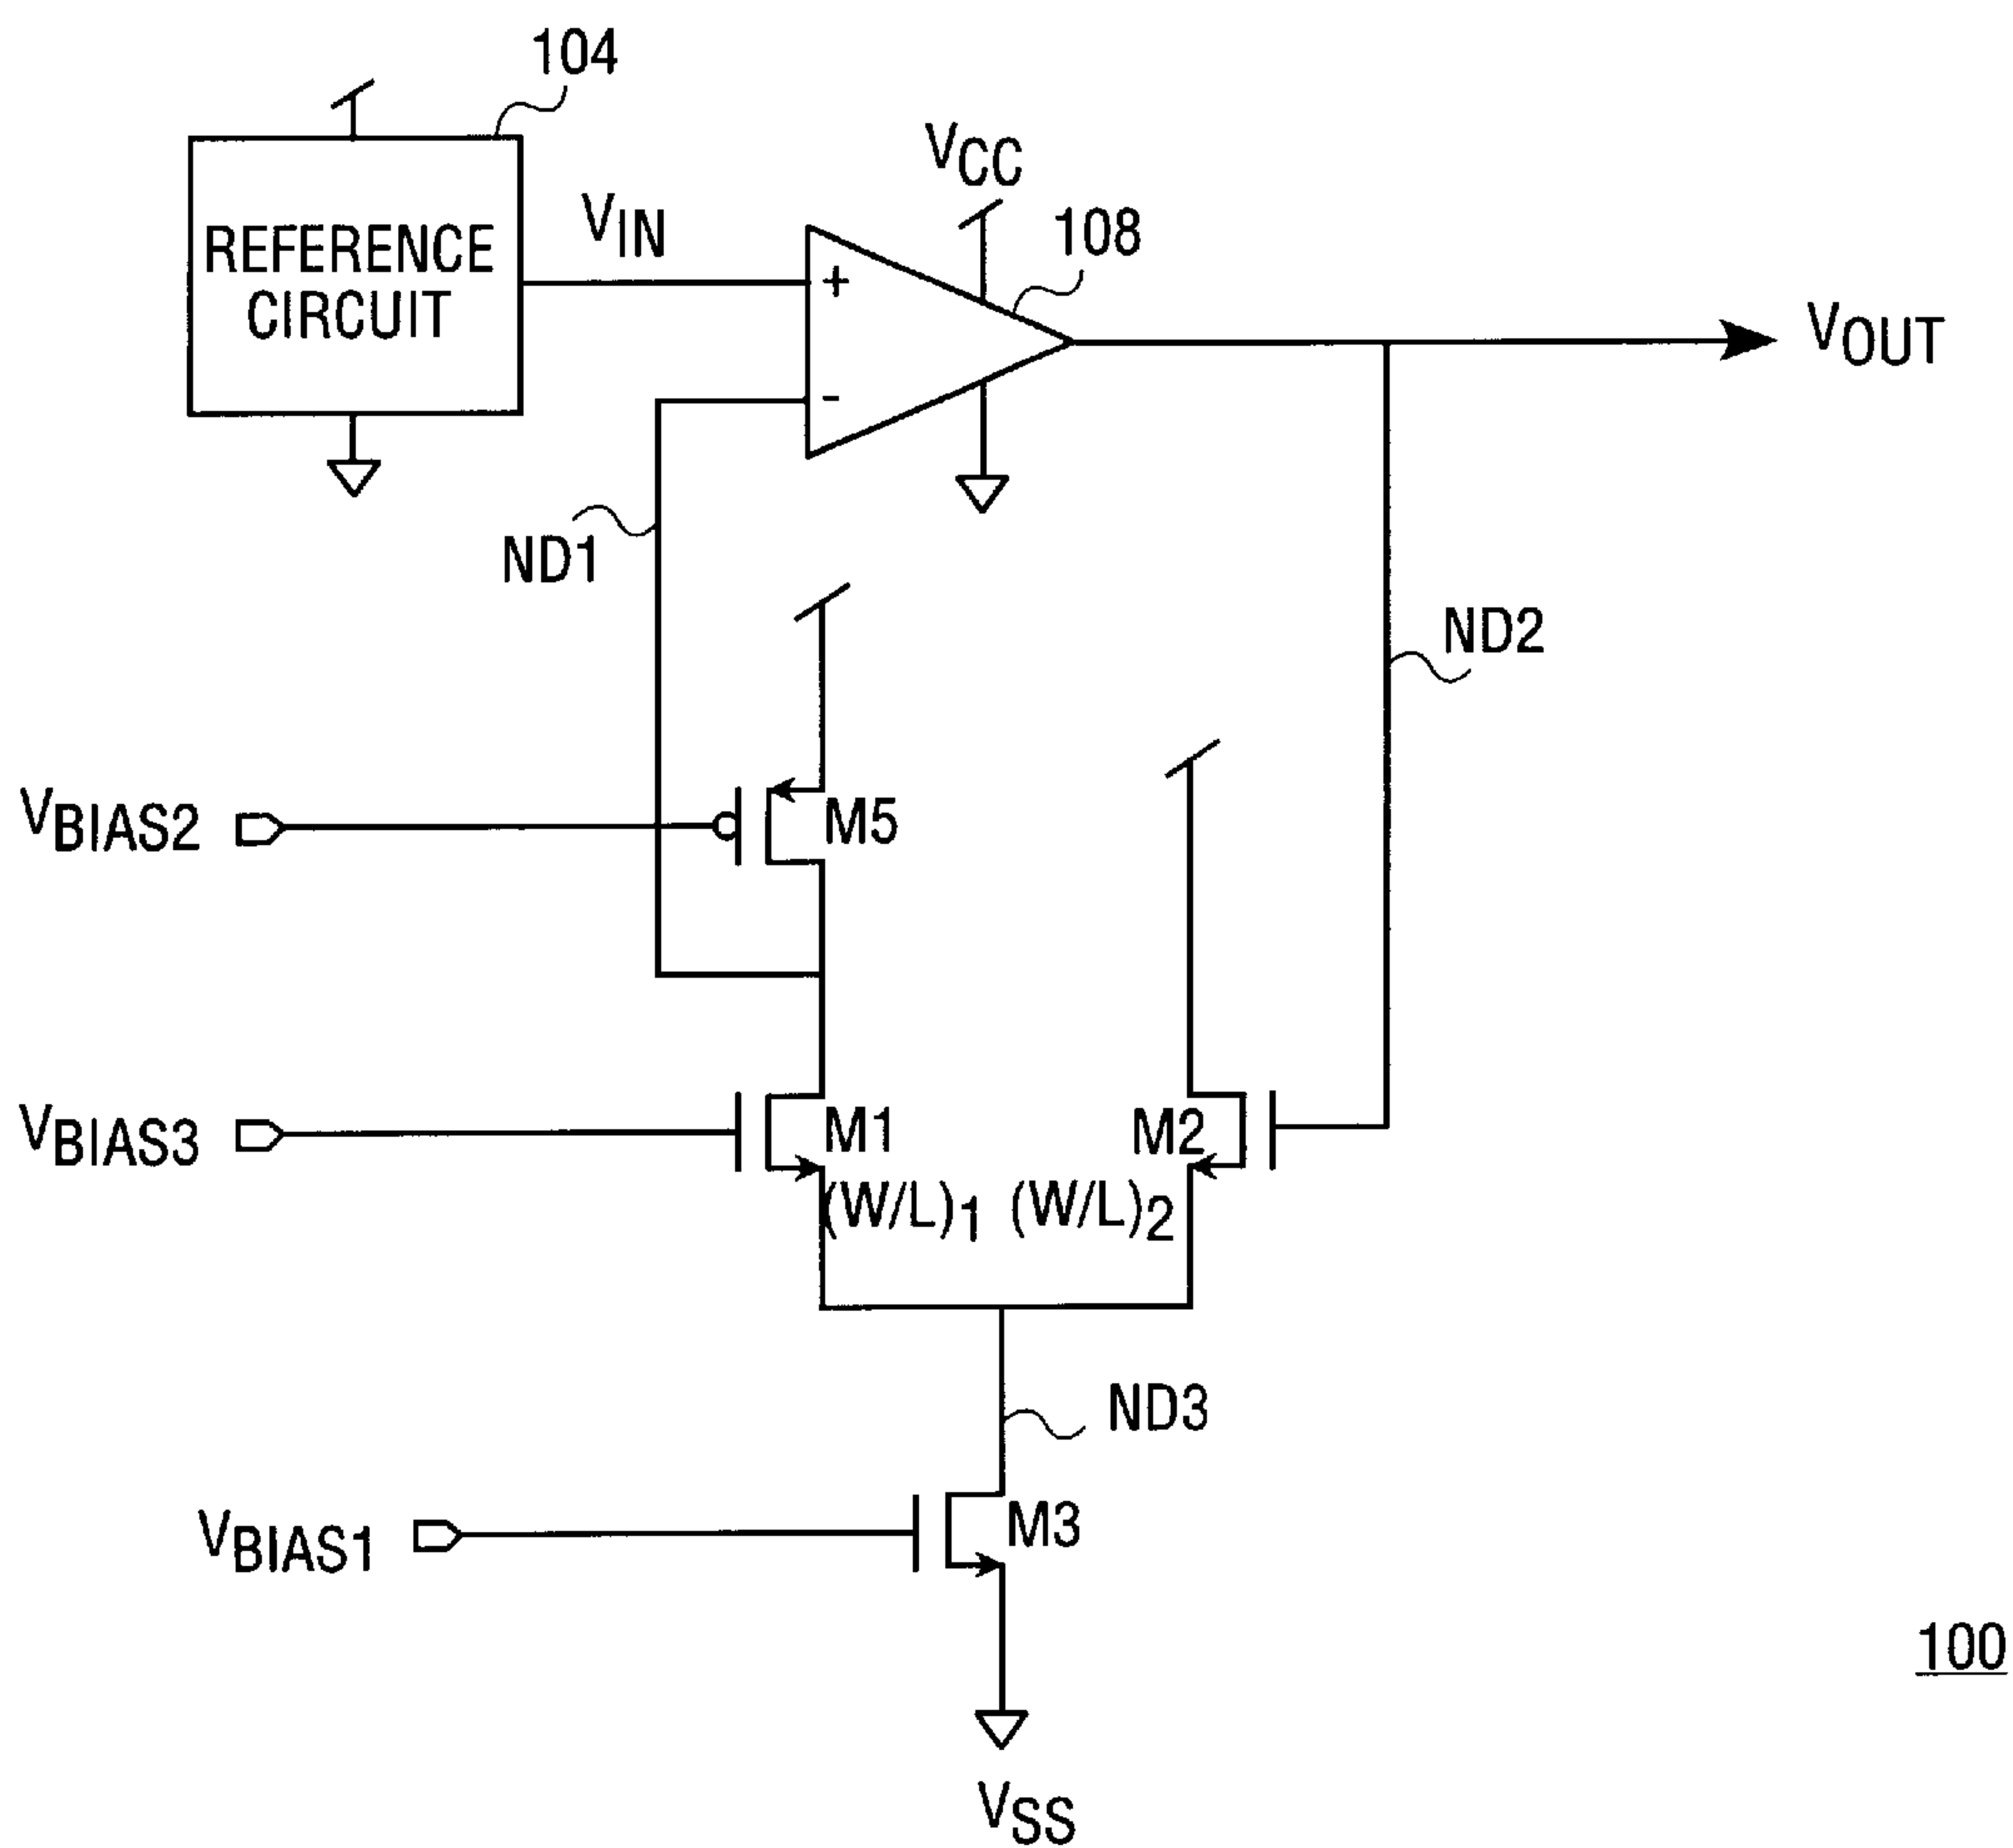 104
VCC
VIN
108
REFERENCE
CIRCUIT
+
-
VOUT
ND1
ND2
VBIAS2
M5
VBIAS3
M1
M2
(W/L)1
(W/L)2
ND3
VBIAS1
M3
100
VSS